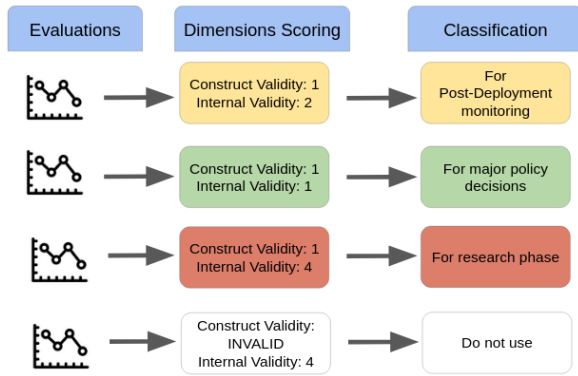 Evaluations
Dimensions Scoring
Classification
Construct Validity: 1
Internal Validity: 2
For
Post-Deployment
monitoring
Construct Validity: 1
Internal Validity: 1
For major policy
decisions
Construct Validity: 1
Internal Validity: 4
For research phase
Construct Validity:
INVALID
Internal Validity: 4
Do not use